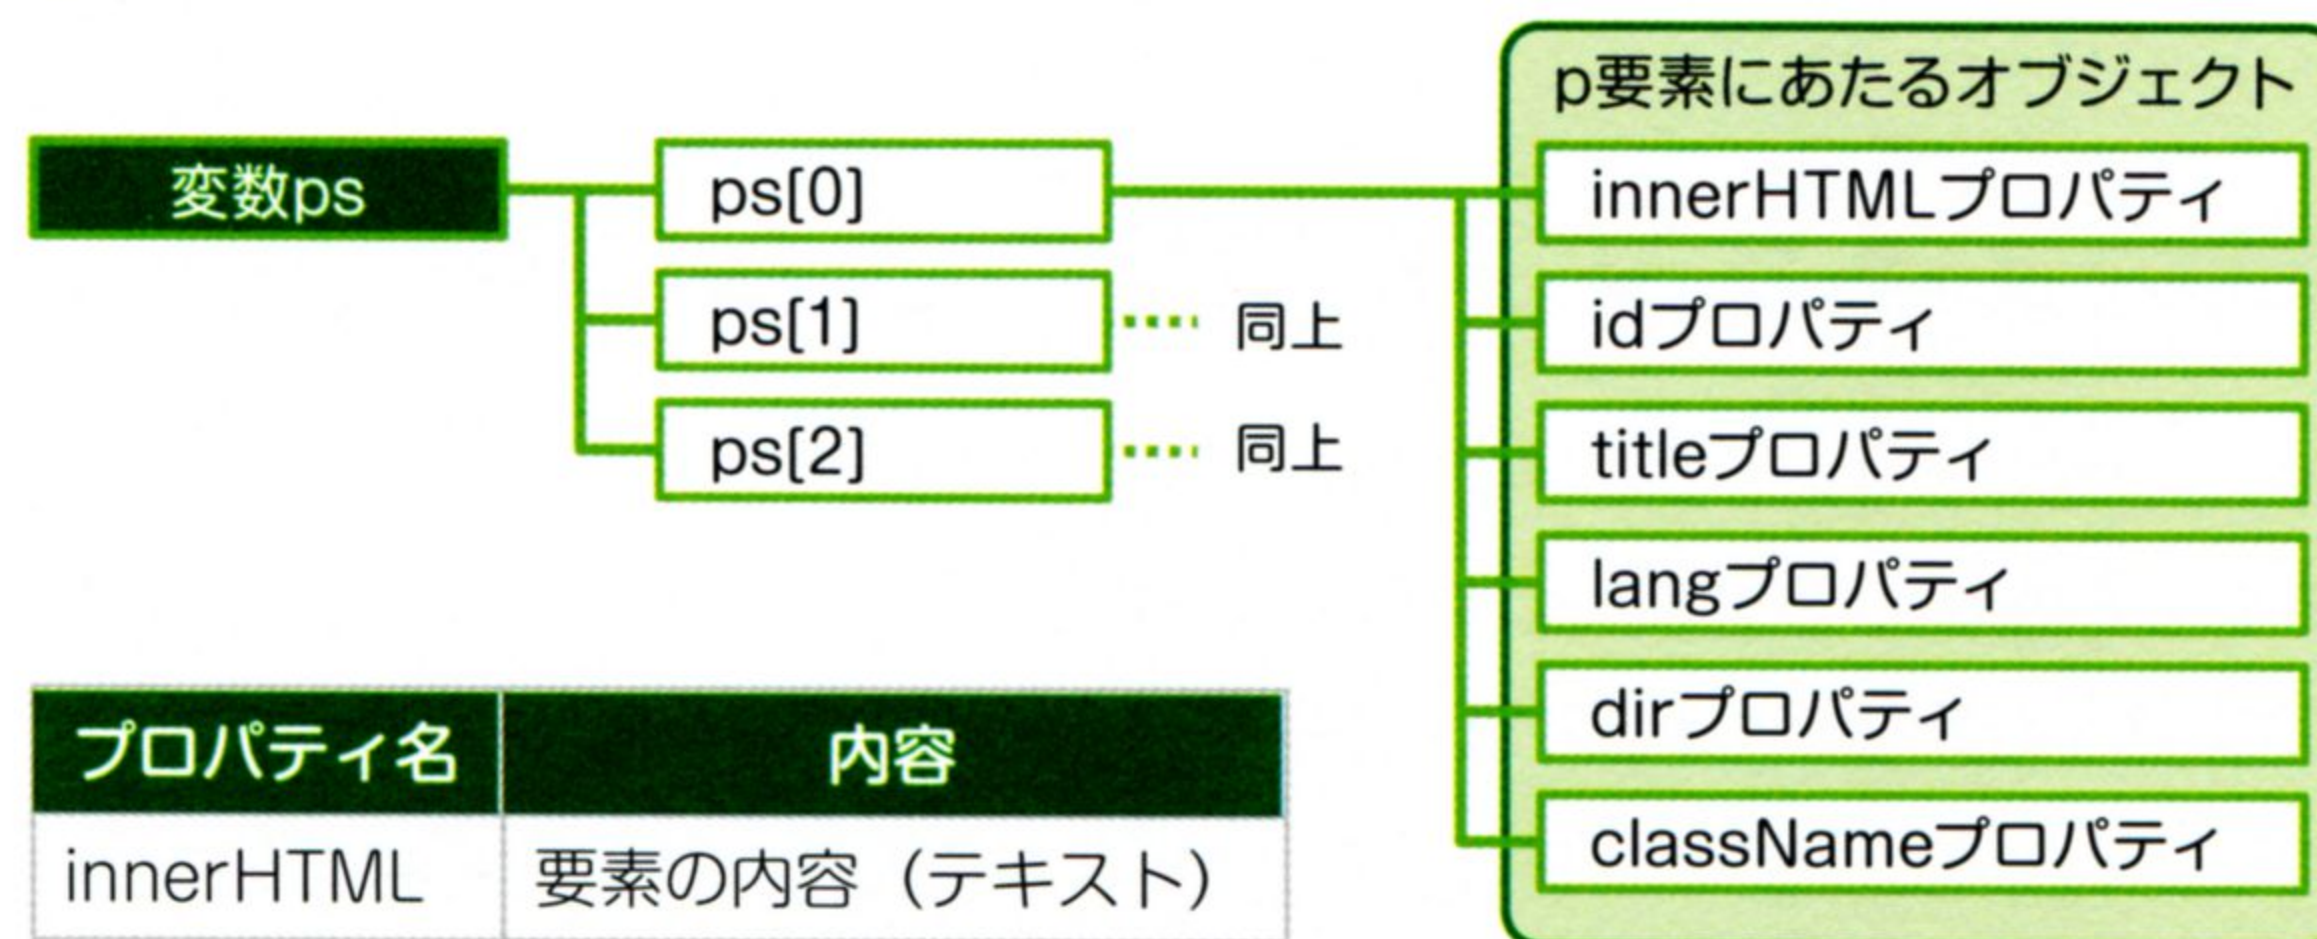 p要素にあたるオブジェクト
変数ps
ps[0]
innerHTMLプロパティ
ps[1]
同上
idプロパティ
ps[2]
同上
titleプロパティ
langプロパティ
dirプロパティ
classNameプロパティ
プロパティ名
内容
innerHTML
要素の内容（テキスト）